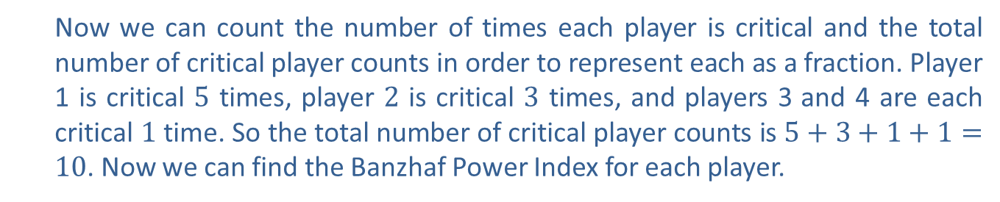 Now we can count the number of times each player is critical and the total
number of critical player counts in order to represent each as a fraction. Player
1 is critical 5 times, player 2 is critical 3 times, and players 3 and 4 are each
critical 1 time. So the total number of critical player counts is 5 + 3 + 1 + 1 =
10. Now we can find the Banzhaf Power Index for each player.